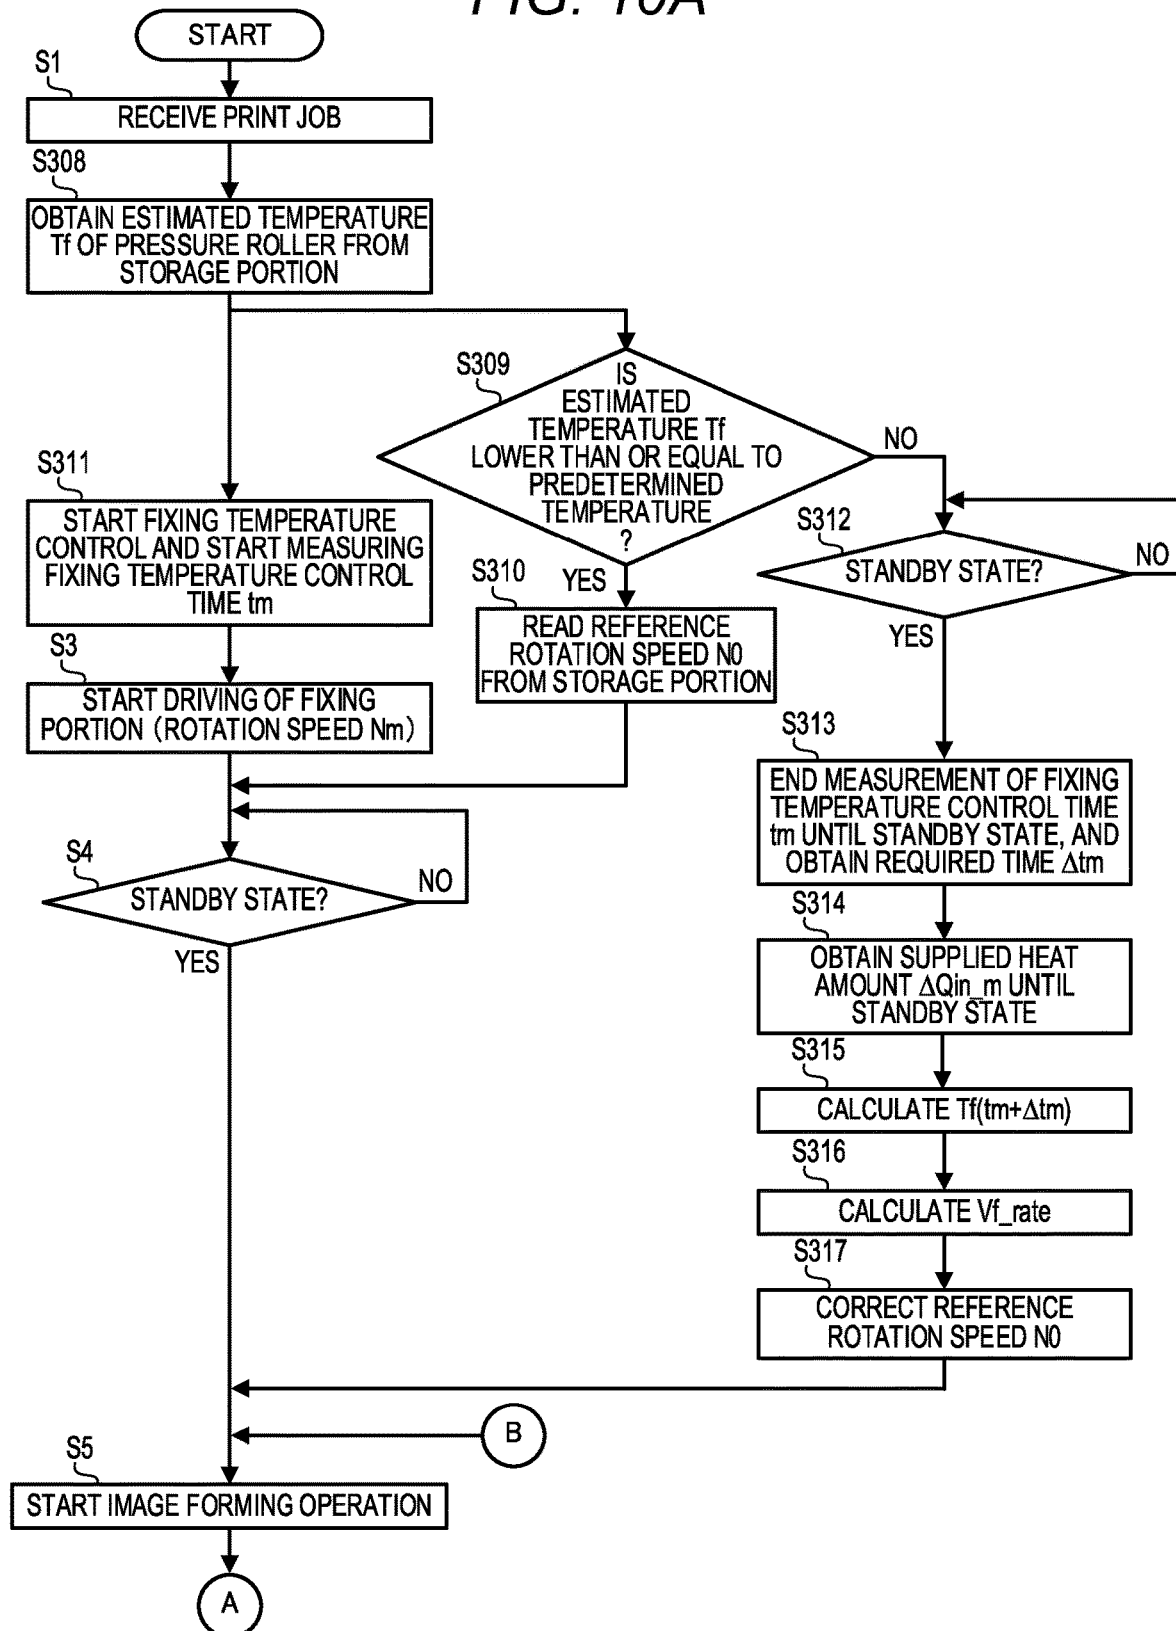 FIG. 10A
START
S1
RECEIVE PRINT JOB
S308
OBTAIN ESTIMATED TEMPERATURE
Tf OF PRESSURE ROLLER FROM
STORAGE PORTION
S309
IS
ESTIMATED
TEMPERATURE Tf
LOWER THAN OR EQUAL TO
PREDETERMINED
TEMPERATURE
?
NO
YES
S311
START FIXING TEMPERATURE
CONTROL AND START MEASURING
FIXING TEMPERATURE CONTROL
TIME tm
S310
READ REFERENCE
ROTATION SPEED N0
FROM STORAGE PORTION
S312
STANDBY STATE?
NO
YES
S3
START DRIVING OF FIXING
PORTION (ROTATION SPEED Nm)
S4
STANDBY STATE?
NO
YES
S313
END MEASUREMENT OF FIXING
TEMPERATURE CONTROL TIME
tm UNTIL STANDBY STATE, AND
OBTAIN REQUIRED TIME Δtm
S314
OBTAIN SUPPLIED HEAT
AMOUNT ΔQin_m UNTIL
STANDBY STATE
S315
CALCULATE Tf(tm+Δtm)
S316
CALCULATE Vf_rate
S317
CORRECT REFERENCE
ROTATION SPEED N0
B
S5
START IMAGE FORMING OPERATION
A